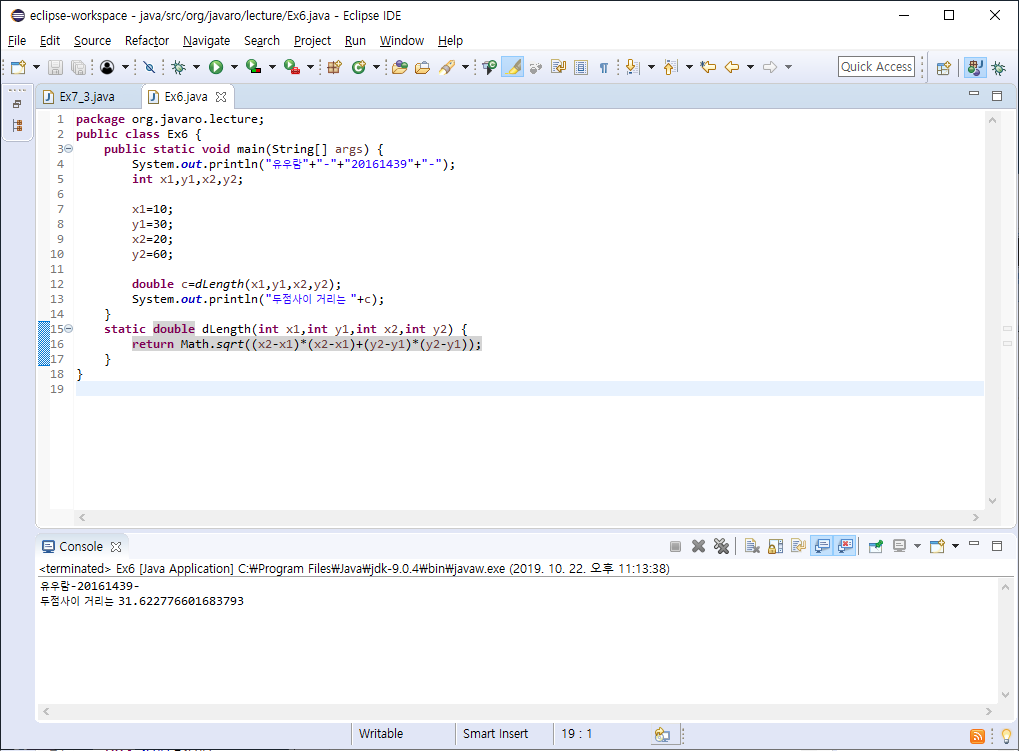 eclipse-workspace - java/src/org/javaro/lecture/Ex6.java - Eclipse IDE
File Edit Source Refactor Navigate Search Project Run Window Help
Quick Access
Ex7_3.java Ex6.java
1 package org.javaro.lecture;
2 public class Ex6 {
3 public static void main(String[] args) {
4 System.out.println("유우람"+"-"+"20161439"+"-");
5 int x1,y1,x2,y2;
6
7 x1=10;
8 y1=30;
9 x2=20;
10 y2=60;
11
12 double c=dLength(x1,y1,x2,y2);
13 System.out.println("두점사이 거리는 "+c);
14 }
15 static double dLength(int x1,int y1,int x2,int y2) {
16 return Math.sqrt((x2-x1)*(x2-x1)+(y2-y1)*(y2-y1));
17 }
18 }
19
Console
<terminated> Ex6 [Java Application] C:₩Program Files₩Java₩jdk-9.0.4₩bin₩javaw.exe (2019. 10. 22. 오후 11:13:38)
유우람-20161439-
두점사이 거리는 31.622776601683793
Writable Smart Insert 19 : 1